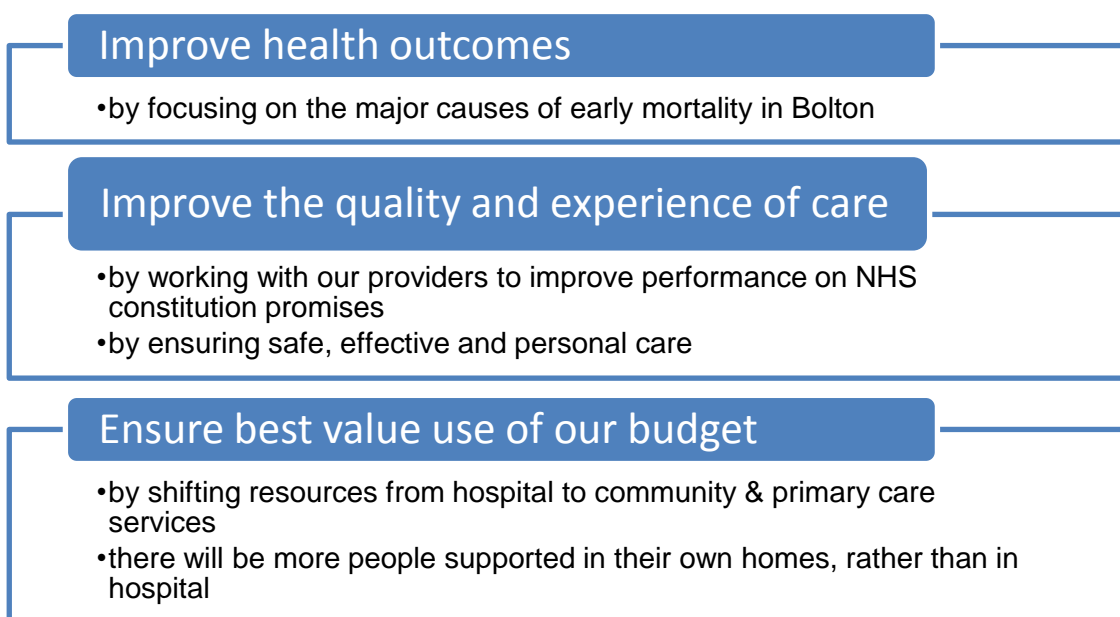 Improve health outcomes
•by focusing on the major causes of early mortality in Bolton
Improve the quality and experience of care
•by working with our providers to improve performance on NHS
constitution promises
•by ensuring safe, effective and personal care
Ensure best value use of our budget
•by shifting resources from hospital to community & primary care
services
•there will be more people supported in their own homes, rather than in
hospital